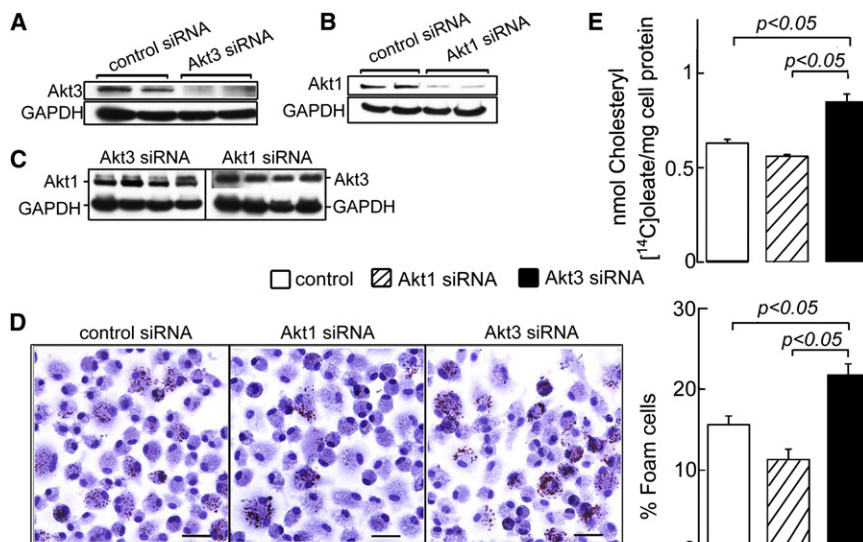 A
control siRNA
Akt3 siRNA
Akt3
GAPDH
B
control siRNA
Akt1 siRNA
Akt1
GAPDH
C
Akt3 siRNA
Akt1 siRNA
Akt1
Akt3
GAPDH
GAPDH
control
Akt1 siRNA
Akt3 siRNA
D
control siRNA
Akt1 siRNA
Akt3 siRNA
E
p<0.05
p<0.05
1
0.5
0
nmol Cholesteryl
[¹⁴C]oleate/mg cell protein
p<0.05
p<0.05
30
20
10
% Foam cells